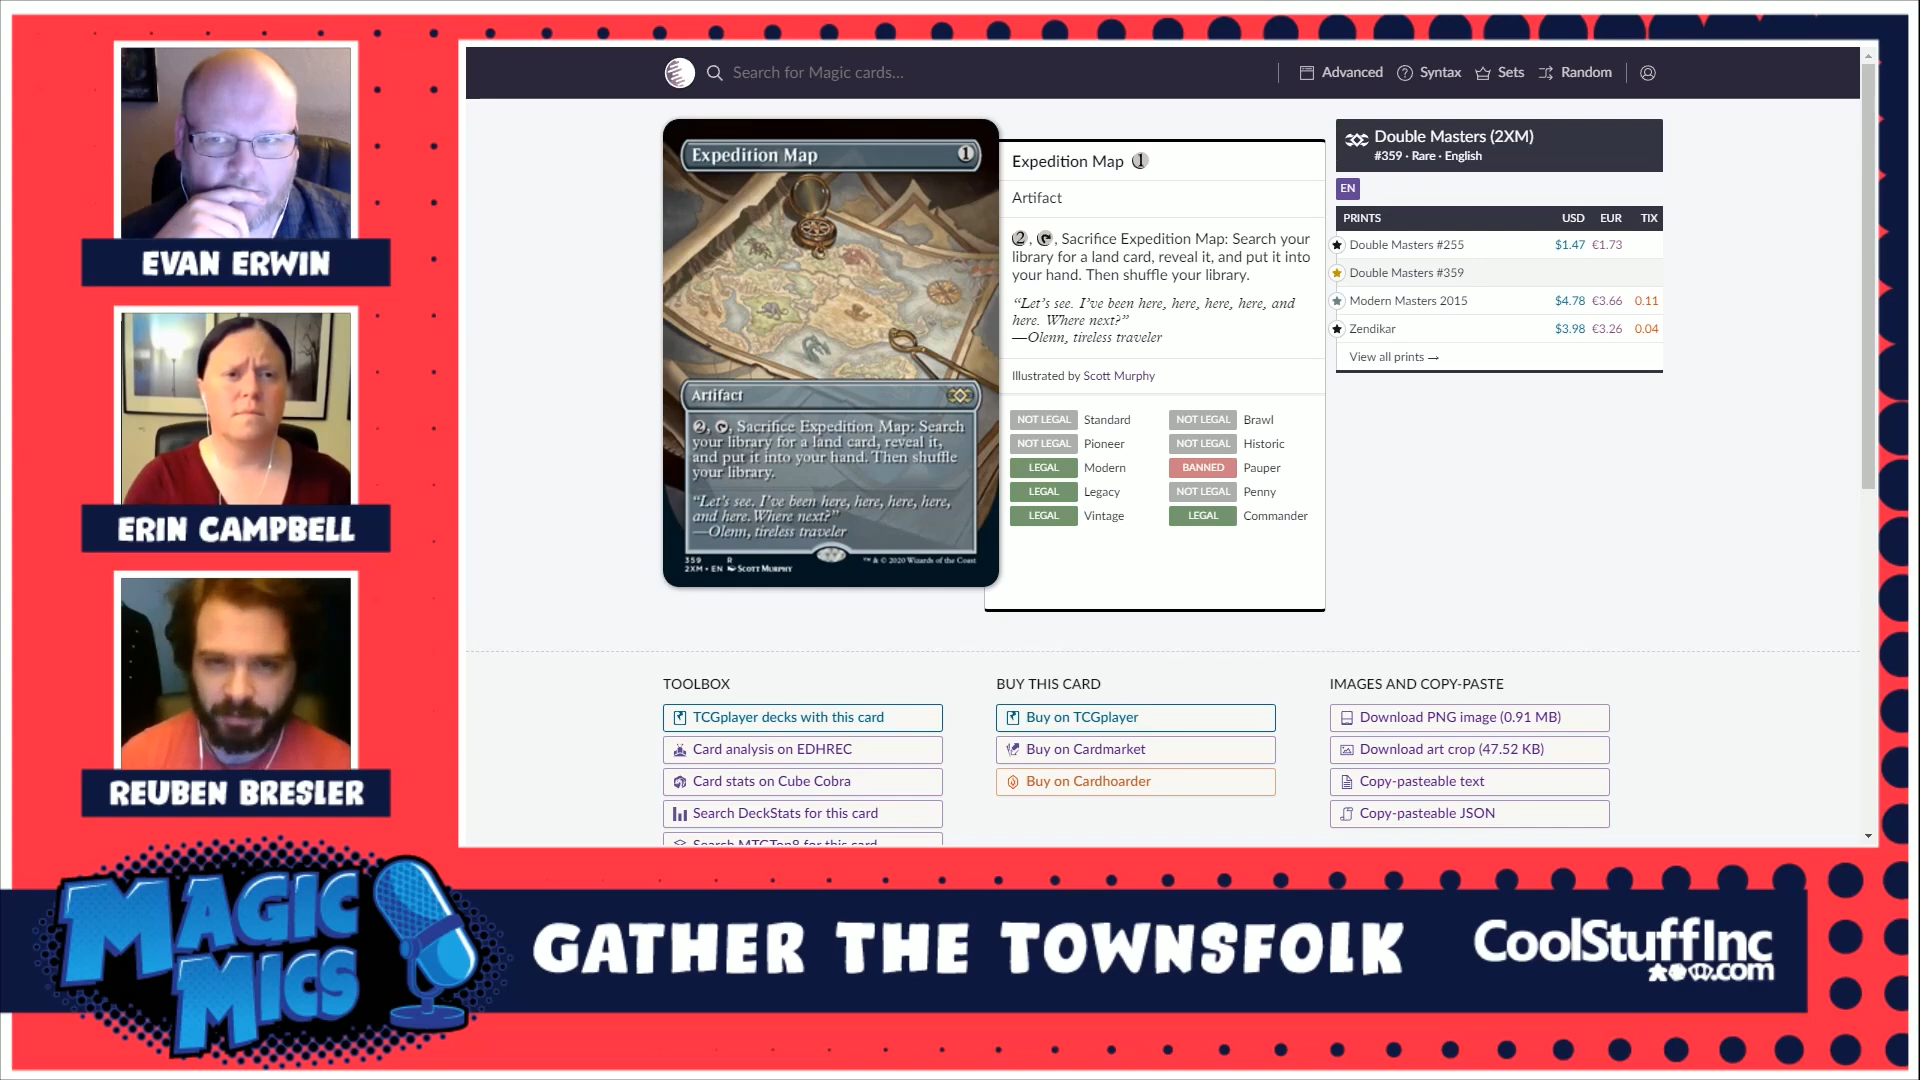 EVAN ERWIN
ERIN CAMPBELL
REUBEN BRESLER
Search for Magic cards...
Advanced
Syntax
Sets
Random
Expedition Map 1
Artifact
2, , Sacrifice Expedition Map: Search
your library for a land card, reveal it,
and put it into your hand. Then shuffle
your library.
“Let’s see. I’ve been here, here, here, here,
and here. Where next?”
—Olenn, tireless traveler
359 R
2XM • EN Scott Murphy
™ & © 2020 Wizards of the Coast
Expedition Map 1
Artifact
2, , Sacrifice Expedition Map: Search your
library for a land card, reveal it, and put it into
your hand. Then shuffle your library.
“Let’s see. I’ve been here, here, here, here, and
here. Where next?”
—Olenn, tireless traveler
Illustrated by Scott Murphy
NOT LEGAL Standard NOT LEGAL Brawl
NOT LEGAL Pioneer NOT LEGAL Historic
LEGAL Modern BANNED Pauper
LEGAL Legacy NOT LEGAL Penny
LEGAL Vintage LEGAL Commander
Double Masters (2XM)
#359 · Rare · English
EN
PRINTS USD EUR TIX
Double Masters #255 $1.47 €1.73
Double Masters #359
Modern Masters 2015 $4.78 €3.66 0.11
Zendikar $3.98 €3.26 0.04
View all prints →
TOOLBOX
TCGplayer decks with this card
Card analysis on EDHREC
Card stats on Cube Cobra
Search DeckStats for this card
Search MTGTop8 for this card
BUY THIS CARD
Buy on TCGplayer
Buy on Cardmarket
Buy on Cardhoarder
IMAGES AND COPY-PASTE
Download PNG image (0.91 MB)
Download art crop (47.52 KB)
Copy-pasteable text
Copy-pasteable JSON
MAGIC
MICS
GATHER THE TOWNSFOLK
CoolStuffInc
.com